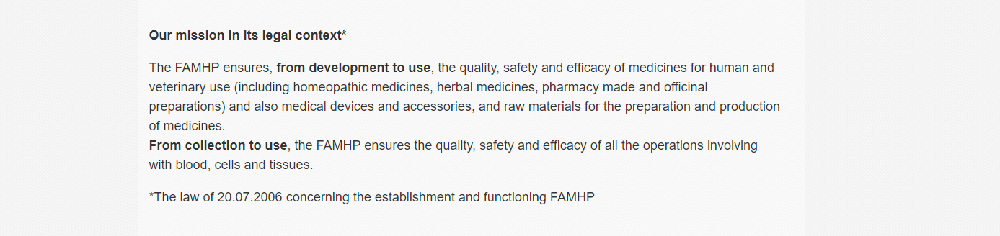 Our mission in its legal context*
The FAMHP ensures, from development to use, the quality, safety and efficacy of medicines for human and
veterinary use (including homeopathic medicines, herbal medicines, pharmacy made and officinal
preparations) and also medical devices and accessories, and raw materials for the preparation and production
of medicines.
From collection to use, the FAMHP ensures the quality, safety and efficacy of all the operations involving
with blood, cells and tissues.
*The law of 20.07.2006 concerning the establishment and functioning FAMHP